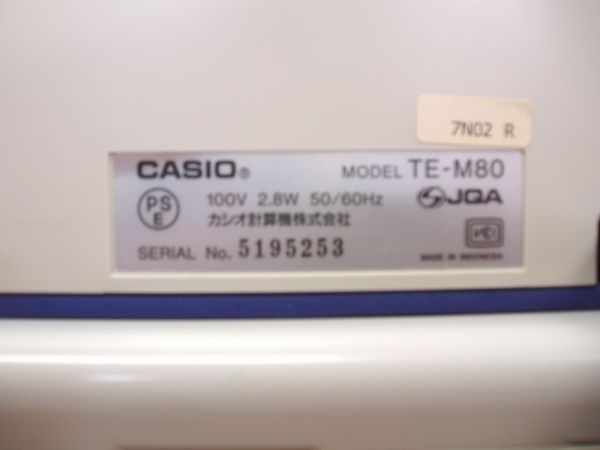 7N02 R
CASIO® MODEL TE-M80
PS E 100V 2.8W 50/60Hz JQA
カシオ計算機株式会社
SERIAL No. 5195253 VCI
MADE IN INDONESIA